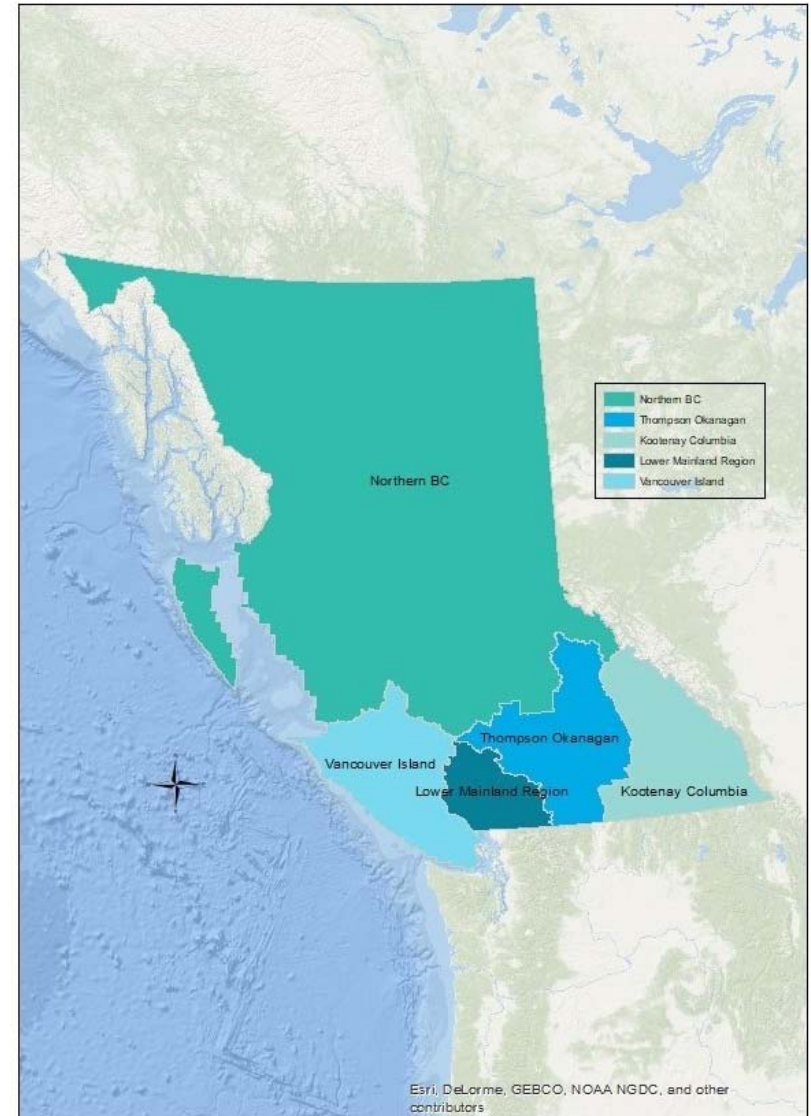 Northern BC
Thompson Okanagan
Kootenay Columbia
Lower Mainland Region
Vancouver Island
Northern BC
Thompson Okanagan
Vancouver Island
Lower Mainland Region
Kootenay Columbia
Esri, DeLorme, GEBCO, NOAA NGDC, and other
contributors